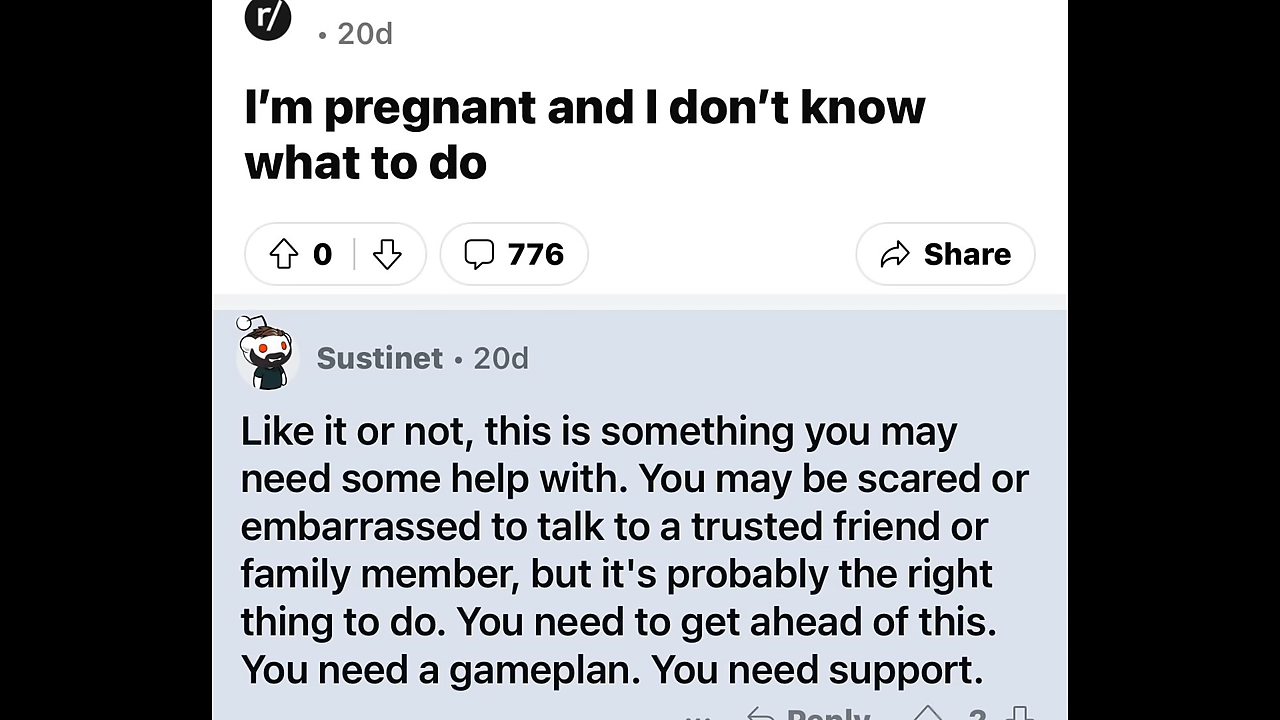 r/
• 20d
I'm pregnant and I don't know
what to do
0
776
Share
Sustinet • 20d
Like it or not, this is something you may
need some help with. You may be scared or
embarrassed to talk to a trusted friend or
family member, but it's probably the right
thing to do. You need to get ahead of this.
You need a gameplan. You need support.
... Reply 2